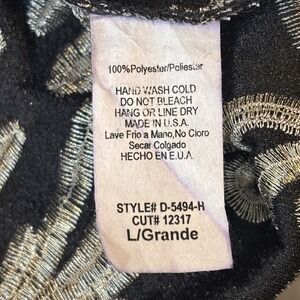 100%Polyester/Poliester
HAND WASH COLD
DO NOT BLEACH
HANG OR LINE DRY
MADE IN U.S.A.
Lave Frio a Mano,No Cloro
Secar Colgado
HECHO EN E.U.A.
STYLE# D-5494-H
CUT# 12317
L/Grande